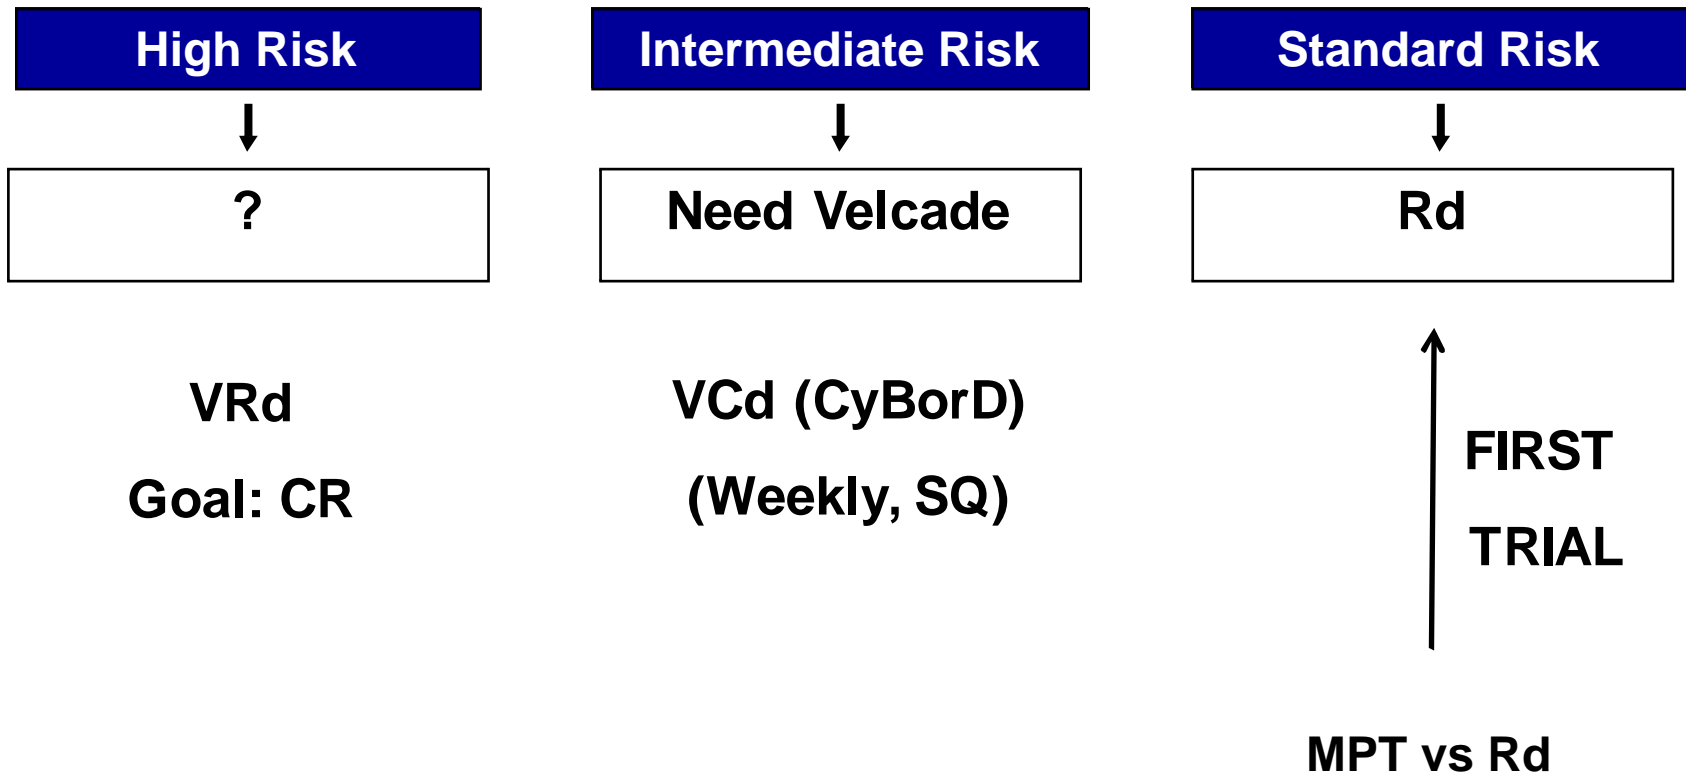 High Risk
?
VRd
Goal: CR
Intermediate Risk
Need Velcade
VCd (CyBorD)
(Weekly, SQ)
Standard Risk
Rd
FIRST
TRIAL
MPT vs Rd